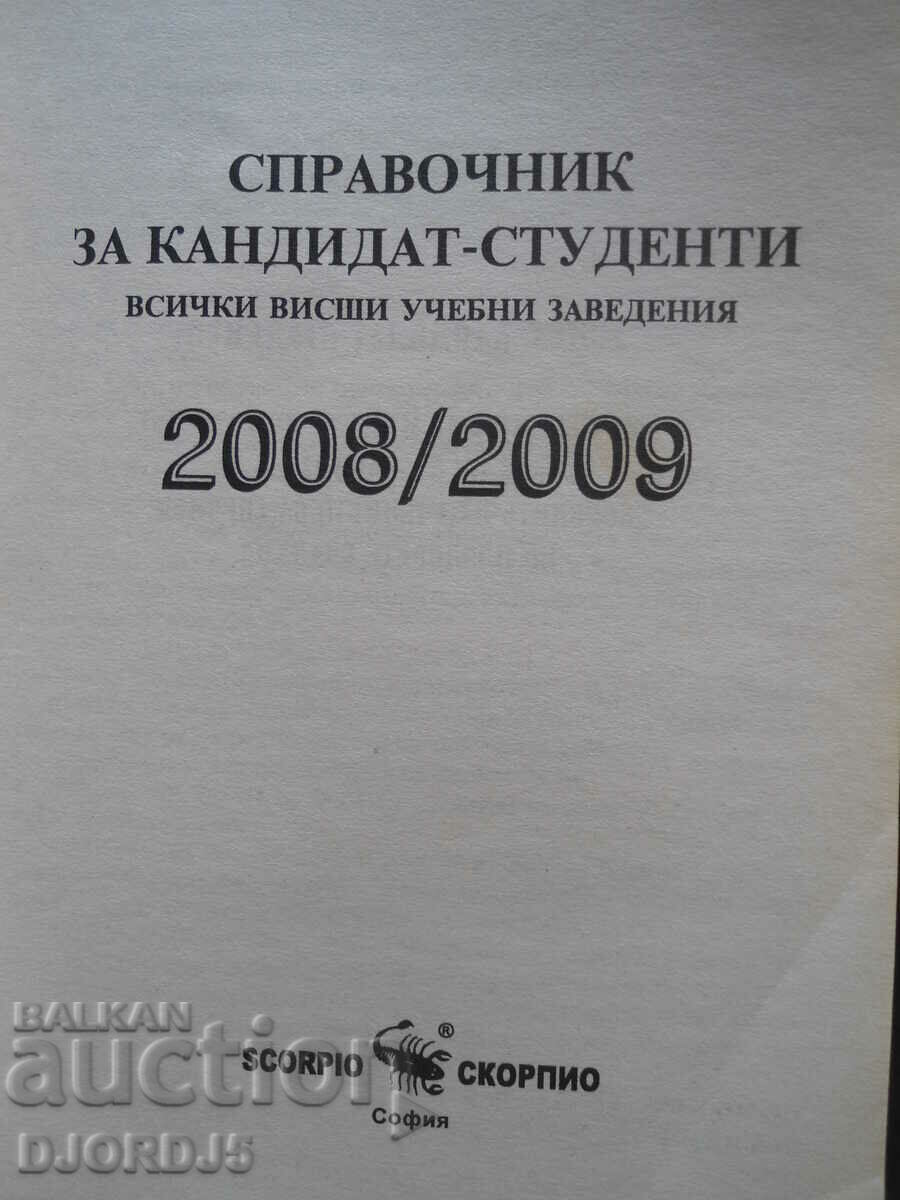 СПРАВОЧНИК
ЗА КАНДИДАТ-СТУДЕНТИ
ВСИЧКИ ВИСШИ УЧЕБНИ ЗАВЕДЕНИЯ
2008/2009
SCORPIO ® СКОРПИО
София
BALKAN
auction
DJORDJ5